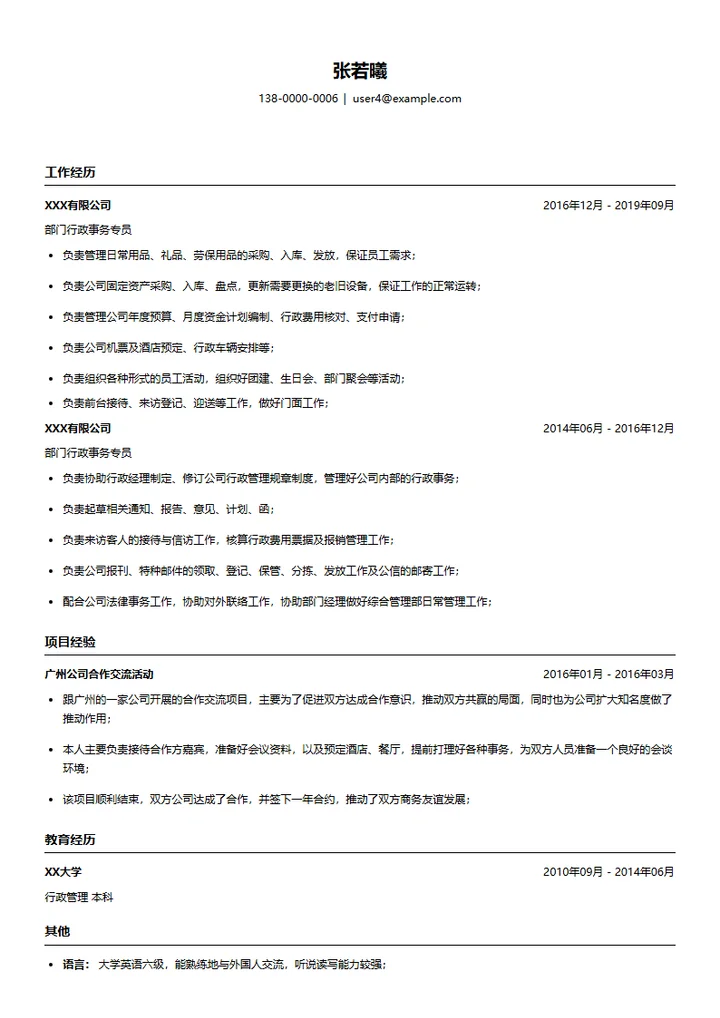 张若曦
138-0000-0006 | user4@example.com
工作经历
XXX有限公司 2016年12月 - 2019年09月
部门行政事务专员
• 负责管理日常用品、礼品、劳保用品的采购、入库、发放，保证员工需求；
• 负责公司固定资产采购、入库、盘点，更新需要更换的老旧设备，保证工作的正常运转；
• 负责管理公司年度预算、月度资金计划编制、行政费用核对、支付申请；
• 负责公司机票及酒店预定、行政车辆安排等；
• 负责组织各种形式的员工活动，组织好团建、生日会、部门聚会等活动；
• 负责前台接待、来访登记、迎送等工作，做好门面工作；
XXX有限公司 2014年06月 - 2016年12月
部门行政事务专员
• 负责协助行政经理制定、修订公司行政管理规章制度，管理好公司内部的行政事务；
• 负责起草相关通知、报告、意见、计划、函；
• 负责来访客人的接待与信访工作，核算行政费用票据及报销管理工作；
• 负责公司报刊、特种邮件的领取、登记、保管、分拣、发放工作及公信的邮寄工作；
• 配合公司法律事务工作，协助对外联络工作，协助部门经理做好综合管理部日常管理工作；
项目经验
广州公司合作交流活动 2016年01月 - 2016年03月
• 跟广州的一家公司开展的合作交流项目，主要为了促进双方达成合作意识，推动双方共赢的局面，同时也为公司扩大知名度做了
推动作用；
• 本人主要负责接待合作方嘉宾，准备好会议资料，以及预定酒店、餐厅，提前打理好各种事务，为双方人员准备一个良好的会谈
环境；
• 该项目顺利结束，双方公司达成了合作，并签下一年合约，推动了双方商务友谊发展；
教育经历
XX大学 2010年09月 - 2014年06月
行政管理 本科
其他
• 语言： 大学英语六级，能熟练地与外国人交流，听说读写能力较强；